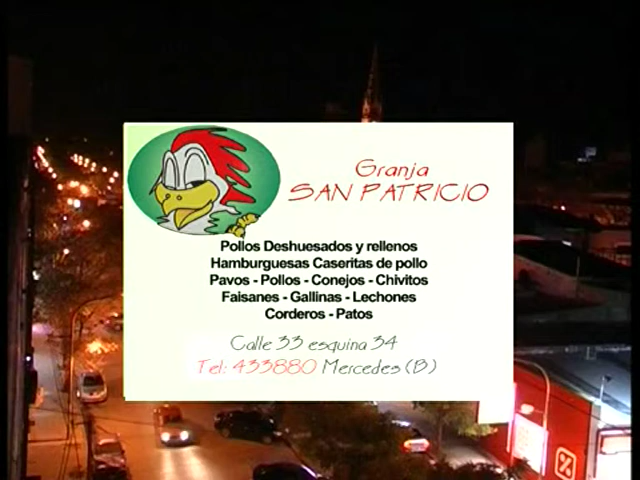 Granja
SAN PATRICIO
Pollos Deshuesados y rellenos
Hamburguesas Caseritas de pollo
Pavos - Pollos - Conejos - Chivitos
Faisanes - Gallinas - Lechones
Corderos - Patos
Calle 33 esquina 34
Tel: 433880 Mercedes (B)
%